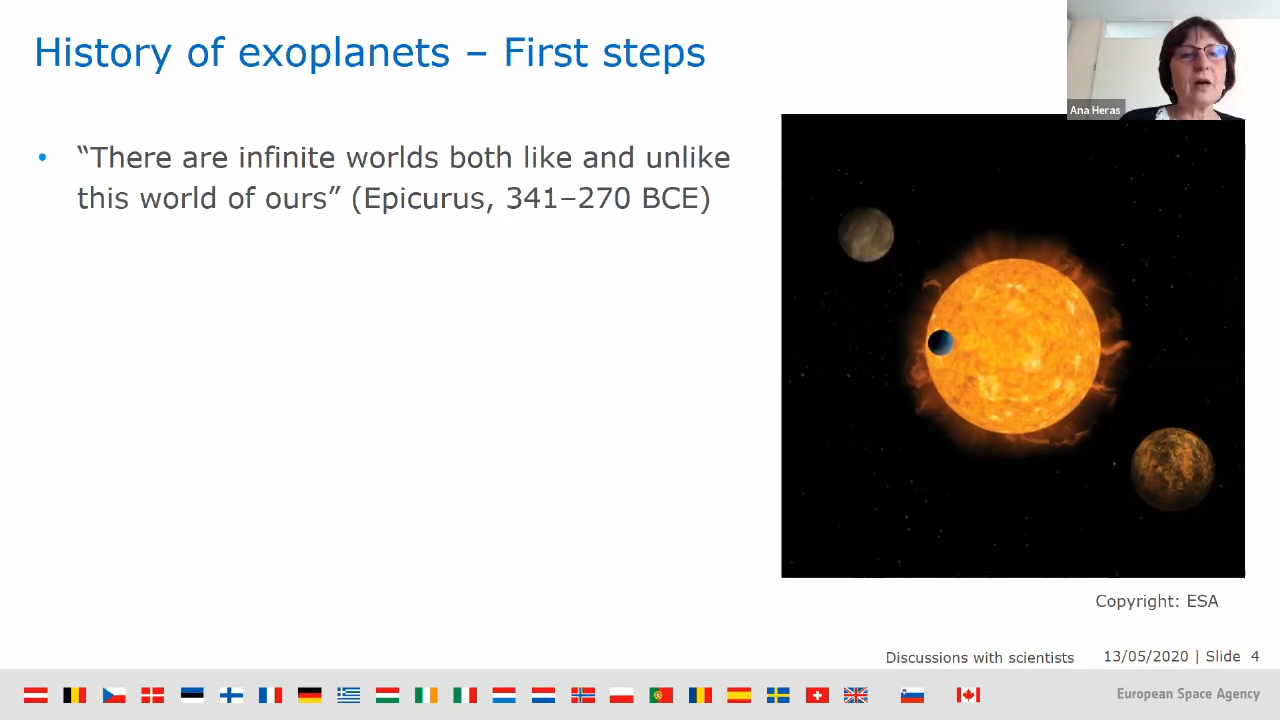 History of exoplanets – First steps
Ana Heras
• “There are infinite worlds both like and unlike
this world of ours” (Epicurus, 341–270 BCE)
Copyright: ESA
Discussions with scientists 13/05/2020 | Slide 4
European Space Agency